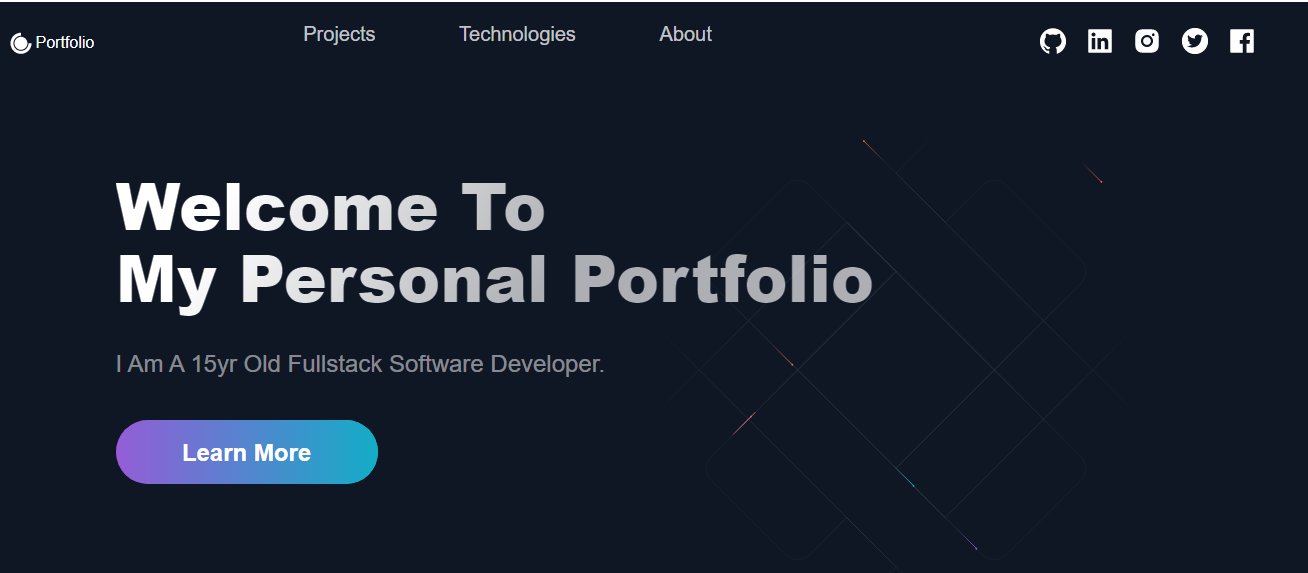 Portfolio
Projects
Technologies
About
Welcome To
My Personal Portfolio
I Am A 15yr Old Fullstack Software Developer.
Learn More